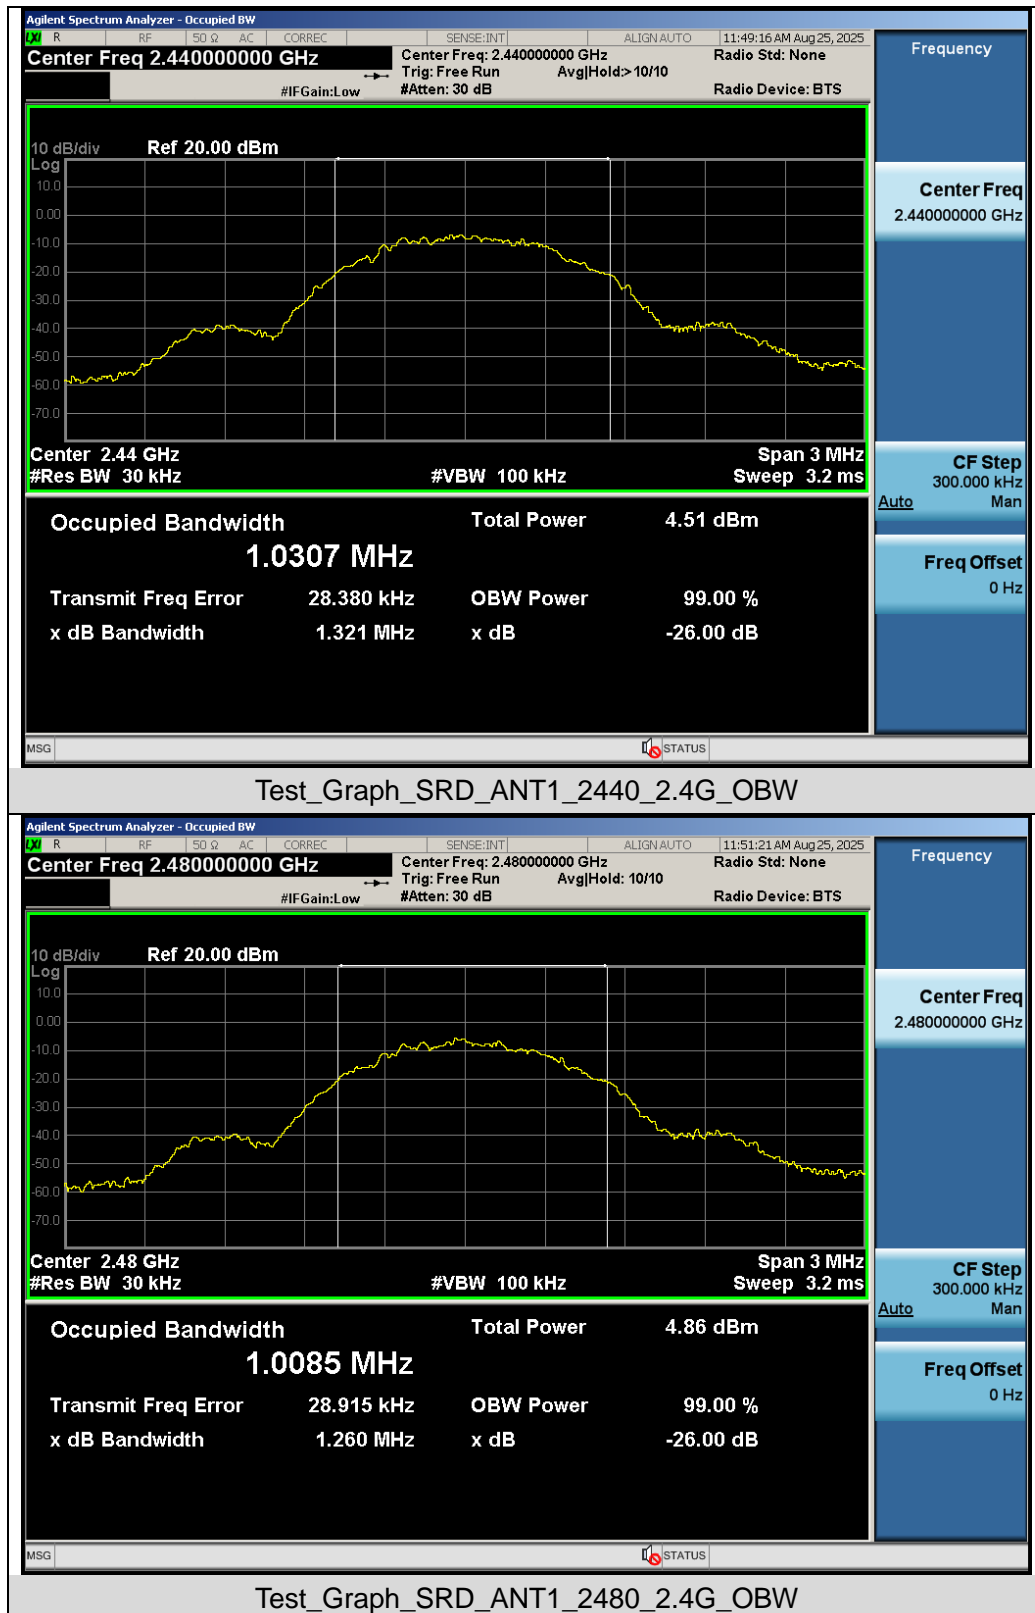 Agilent Spectrum Analyzer - Occupied BW
LXI R RF 50 Ω AC CORREC SENSE:INT ALIGN AUTO 11:49:16 AM Aug 25, 2025
Center Freq 2.440000000 GHz
Center Freq: 2.440000000 GHz Radio Std: None
Trig: Free Run Avg|Hold:> 10/10
#IFGain:Low #Atten: 30 dB Radio Device: BTS
Frequency
10 dB/div Ref 20.00 dBm
Log
10.0
0.00
-10.0
-20.0
-30.0
-40.0
-50.0
-60.0
-70.0
Center 2.44 GHz Span 3 MHz
#Res BW 30 kHz #VBW 100 kHz Sweep 3.2 ms
Center Freq
2.440000000 GHz
CF Step
300.000 kHz
Auto Man
Freq Offset
0 Hz
Occupied Bandwidth Total Power 4.51 dBm
1.0307 MHz
Transmit Freq Error 28.380 kHz OBW Power 99.00 %
x dB Bandwidth 1.321 MHz x dB -26.00 dB
MSG STATUS
Test_Graph_SRD_ANT1_2440_2.4G_OBW
Agilent Spectrum Analyzer - Occupied BW
LXI R RF 50 Ω AC CORREC SENSE:INT ALIGN AUTO 11:51:21 AM Aug 25, 2025
Center Freq 2.480000000 GHz
Center Freq: 2.480000000 GHz Radio Std: None
Trig: Free Run Avg|Hold: 10/10
#IFGain:Low #Atten: 30 dB Radio Device: BTS
Frequency
10 dB/div Ref 20.00 dBm
Log
10.0
0.00
-10.0
-20.0
-30.0
-40.0
-50.0
-60.0
-70.0
Center 2.48 GHz Span 3 MHz
#Res BW 30 kHz #VBW 100 kHz Sweep 3.2 ms
Center Freq
2.480000000 GHz
CF Step
300.000 kHz
Auto Man
Freq Offset
0 Hz
Occupied Bandwidth Total Power 4.86 dBm
1.0085 MHz
Transmit Freq Error 28.915 kHz OBW Power 99.00 %
x dB Bandwidth 1.260 MHz x dB -26.00 dB
MSG STATUS
Test_Graph_SRD_ANT1_2480_2.4G_OBW